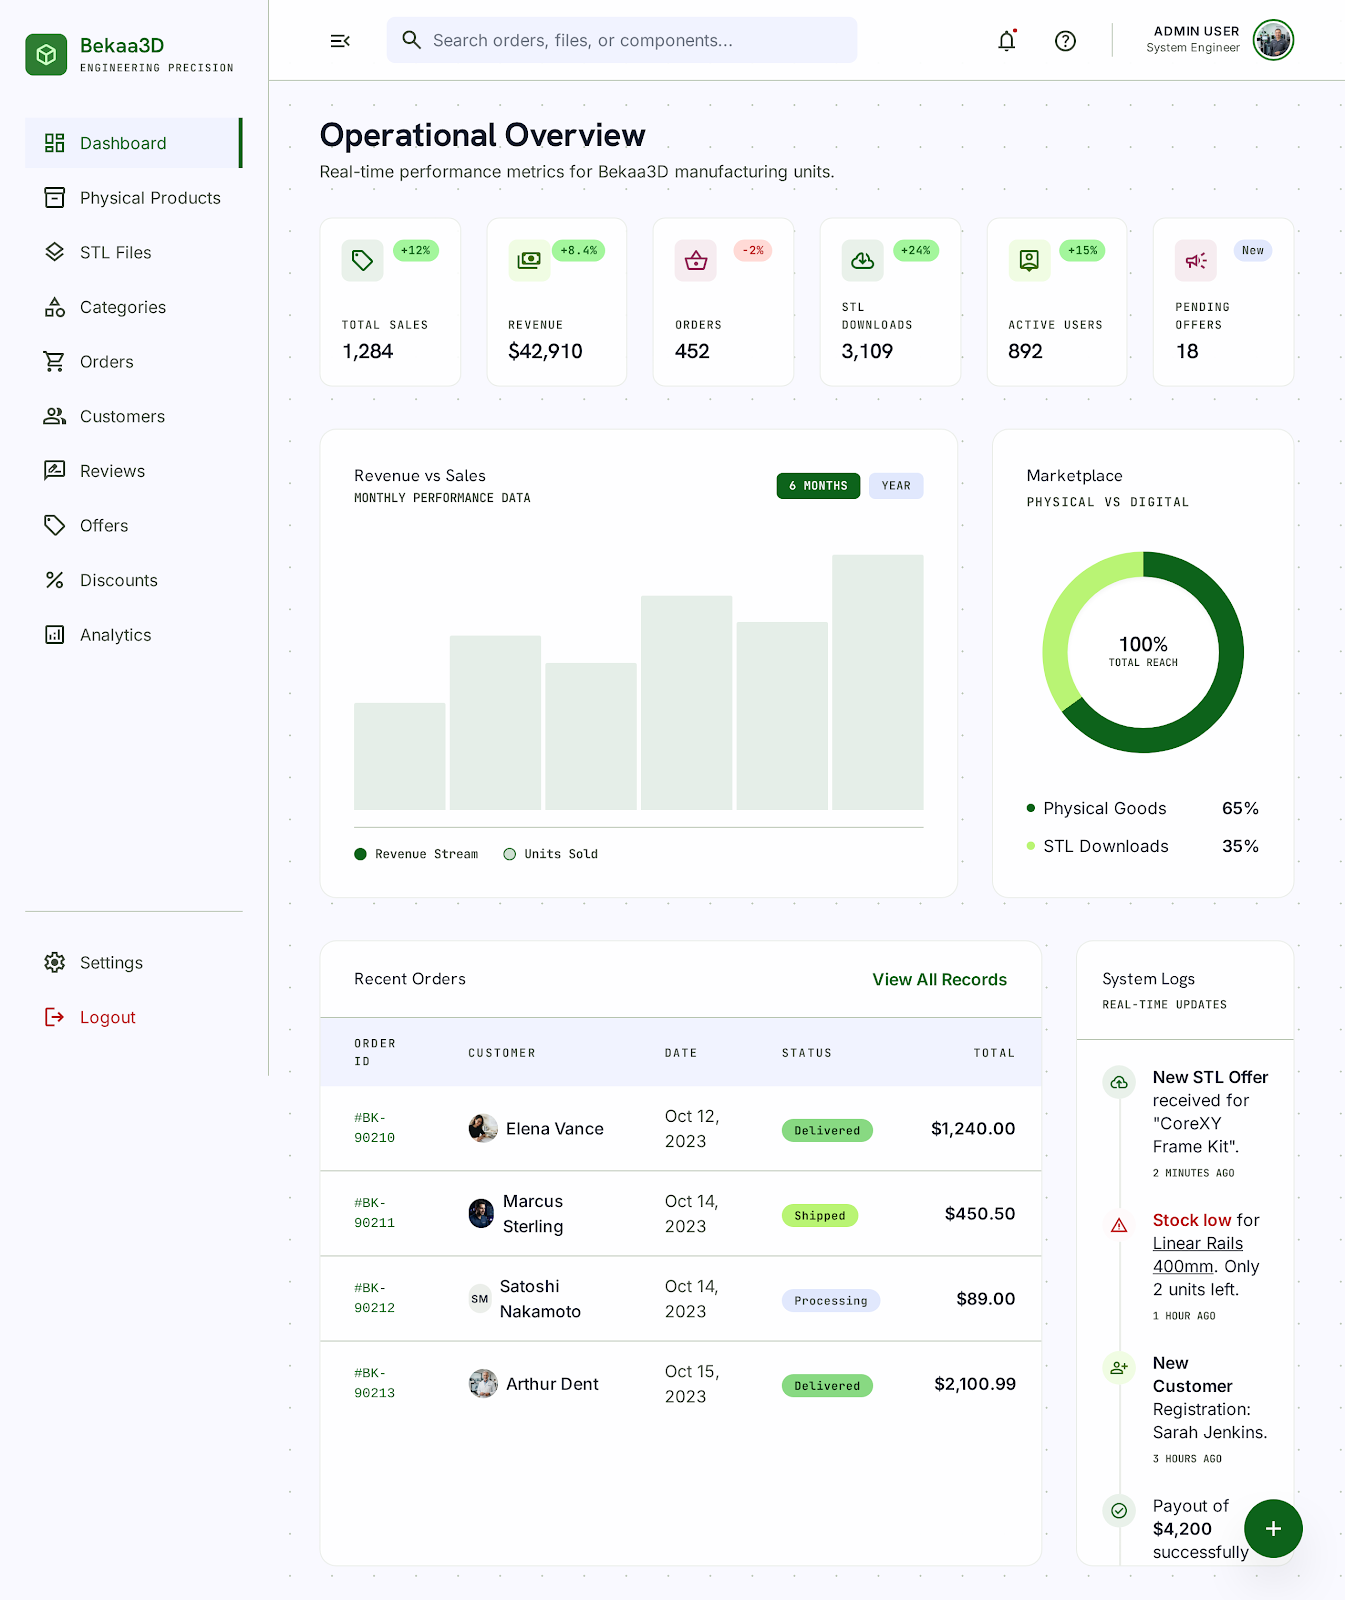 Bekaa3D
ENGINEERING PRECISION
Dashboard
Physical Products
STL Files
Categories
Orders
Customers
Reviews
Offers
Discounts
Analytics
Settings
Logout
Search orders, files, or components...
ADMIN USER
System Engineer
Operational Overview
Real-time performance metrics for Bekaa3D manufacturing units.
+12%
TOTAL SALES
1,284
+8.4%
REVENUE
$42,910
-2%
ORDERS
452
+24%
STL
DOWNLOADS
3,109
+15%
ACTIVE USERS
892
New
PENDING
OFFERS
18
Revenue vs Sales
MONTHLY PERFORMANCE DATA
6 MONTHS
YEAR
Revenue Stream
Units Sold
Marketplace
PHYSICAL VS DIGITAL
100%
TOTAL REACH
Physical Goods 65%
STL Downloads 35%
Recent Orders
View All Records
ORDER
ID
CUSTOMER
DATE
STATUS
TOTAL
#BK-
90210
Elena Vance
Oct 12,
2023
Delivered
$1,240.00
#BK-
90211
Marcus
Sterling
Oct 14,
2023
Shipped
$450.50
#BK-
90212
SM
Satoshi
Nakamoto
Oct 14,
2023
Processing
$89.00
#BK-
90213
Arthur Dent
Oct 15,
2023
Delivered
$2,100.99
System Logs
REAL-TIME UPDATES
New STL Offer
received for
"CoreXY
Frame Kit".
2 MINUTES AGO
Stock low for
Linear Rails
400mm. Only
2 units left.
1 HOUR AGO
New
Customer
Registration:
Sarah Jenkins.
3 HOURS AGO
Payout of
$4,200
successfully
+